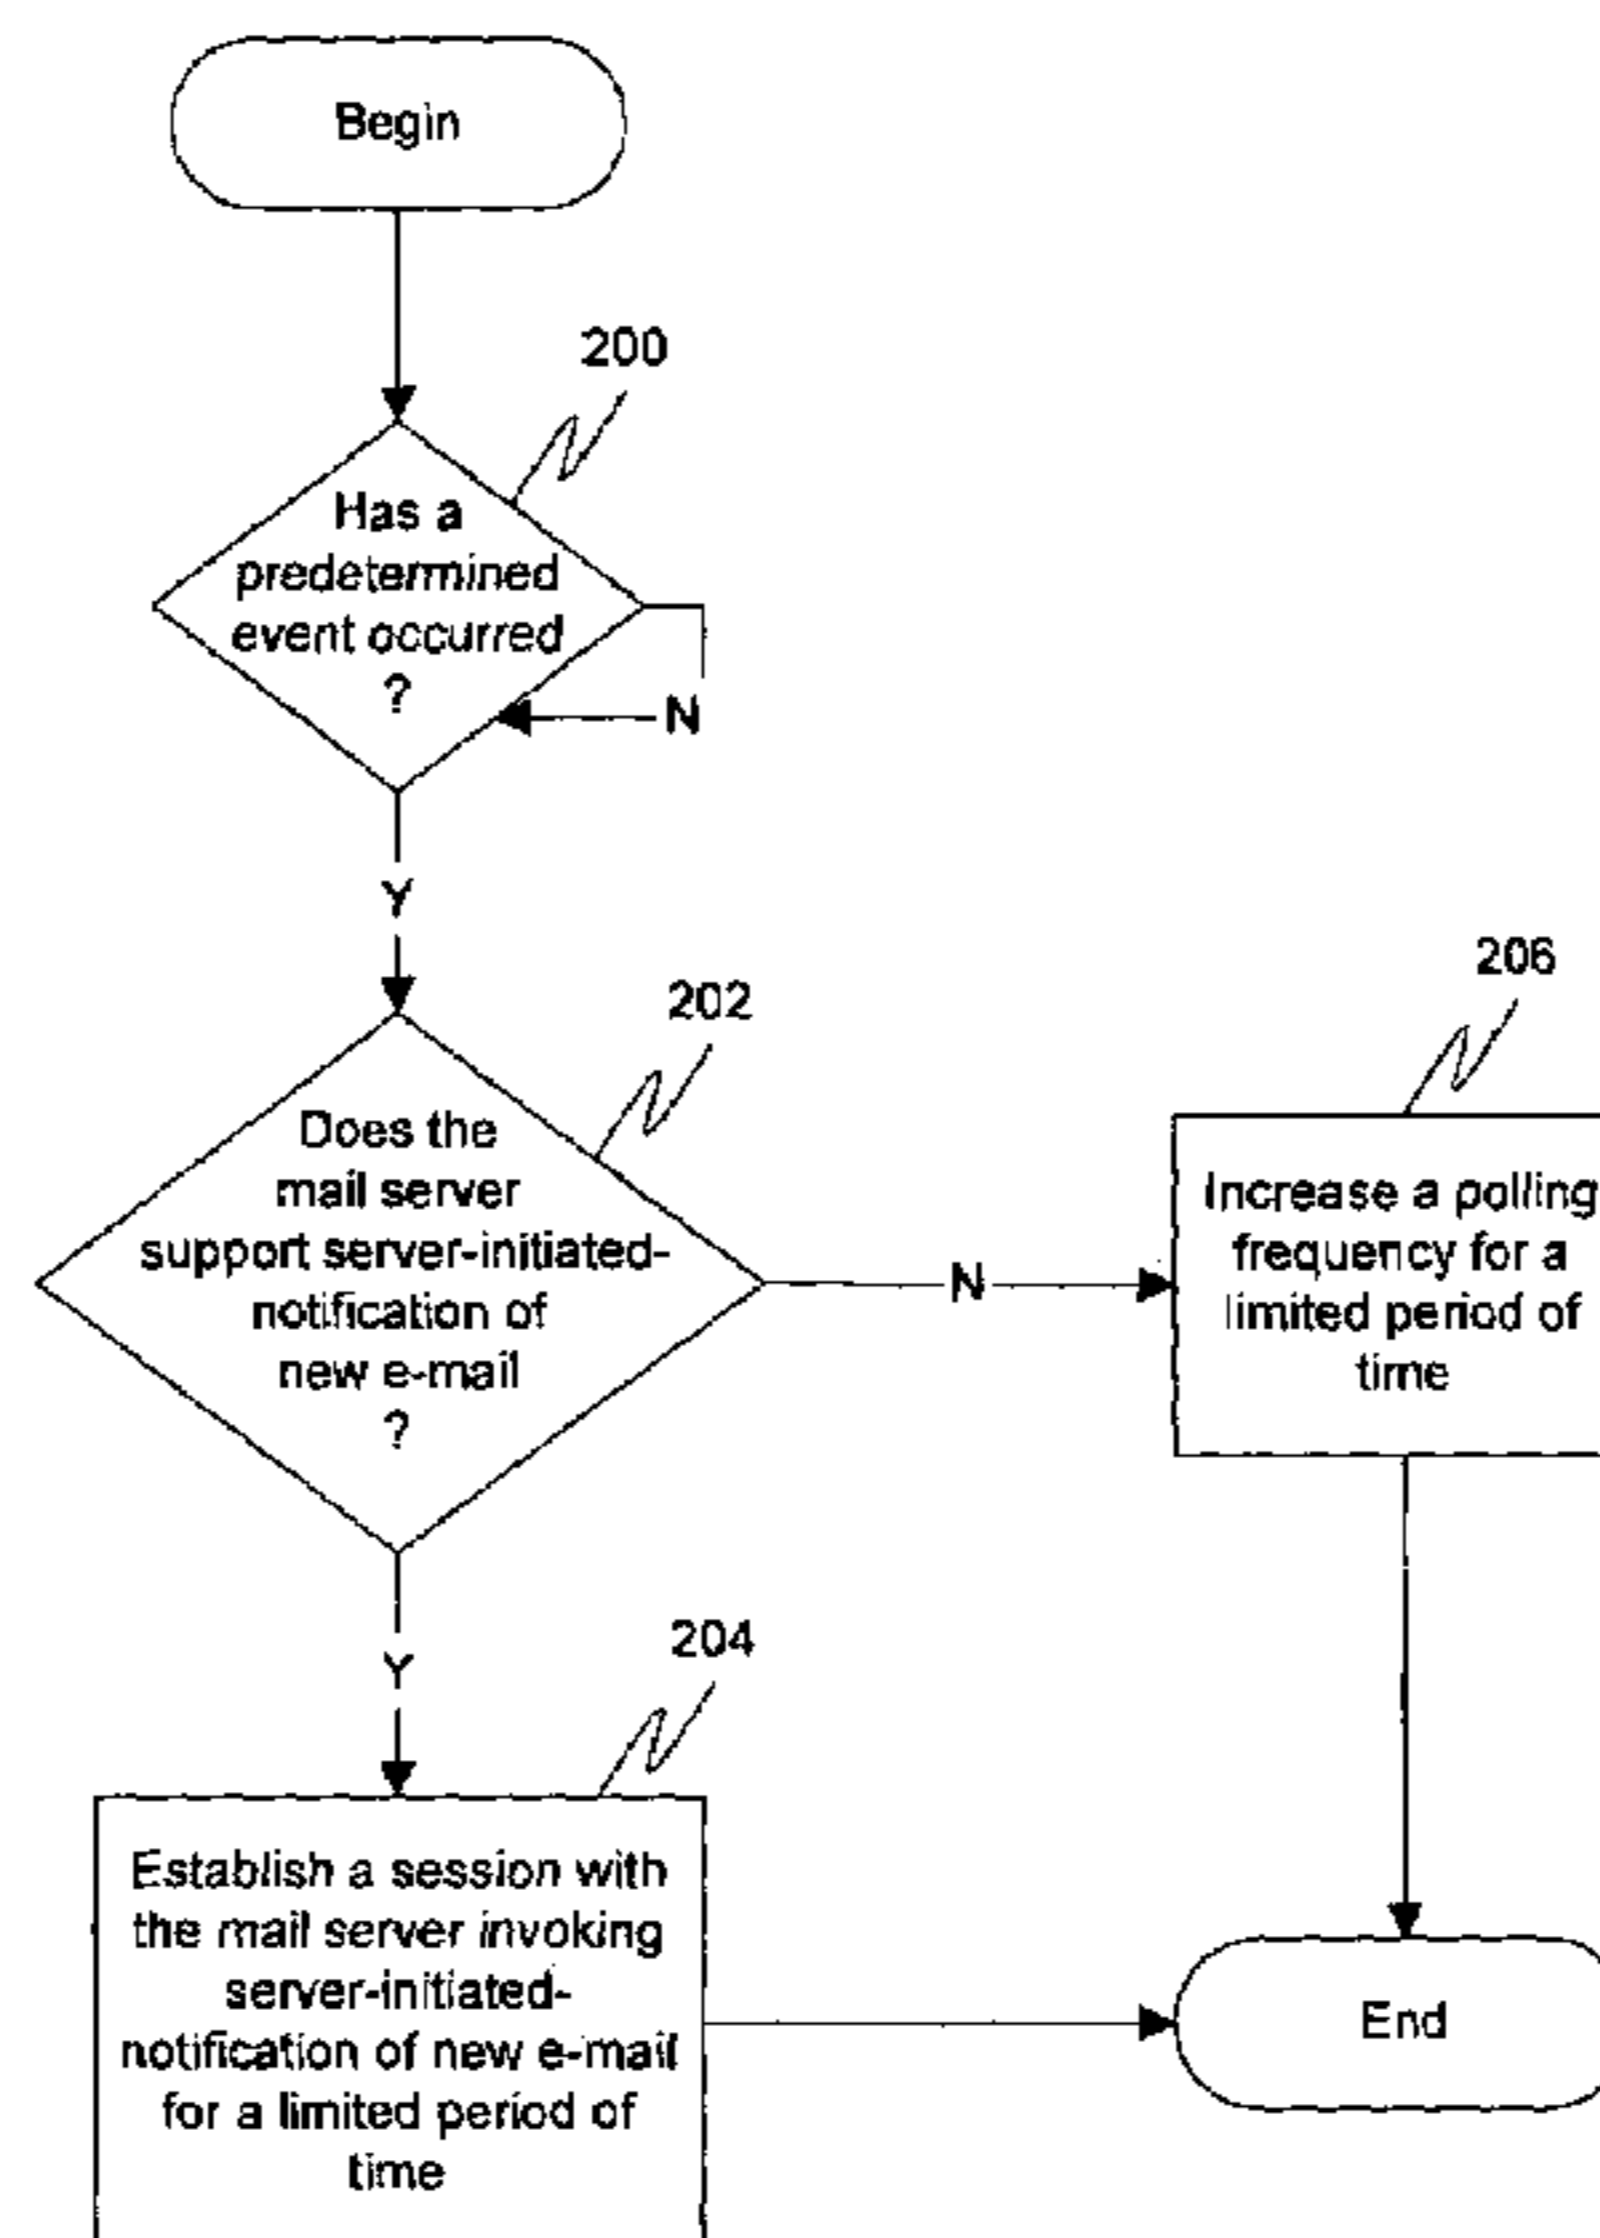 Begin
200
Has a
predetermined
event occurred
?
N
Y
202
Does the
mail server
support server-initiated-
notification of
new e-mail
?
N
206
Increase a polling
frequency for a
limited period of
time
Y
204
Establish a session with
the mail server invoking
server-initiated-
notification of new e-mail
for a limited period of
time
End